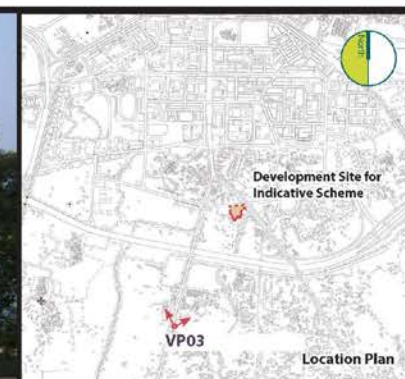 North
Development Site for
Indicative Scheme
VP03
Location Plan